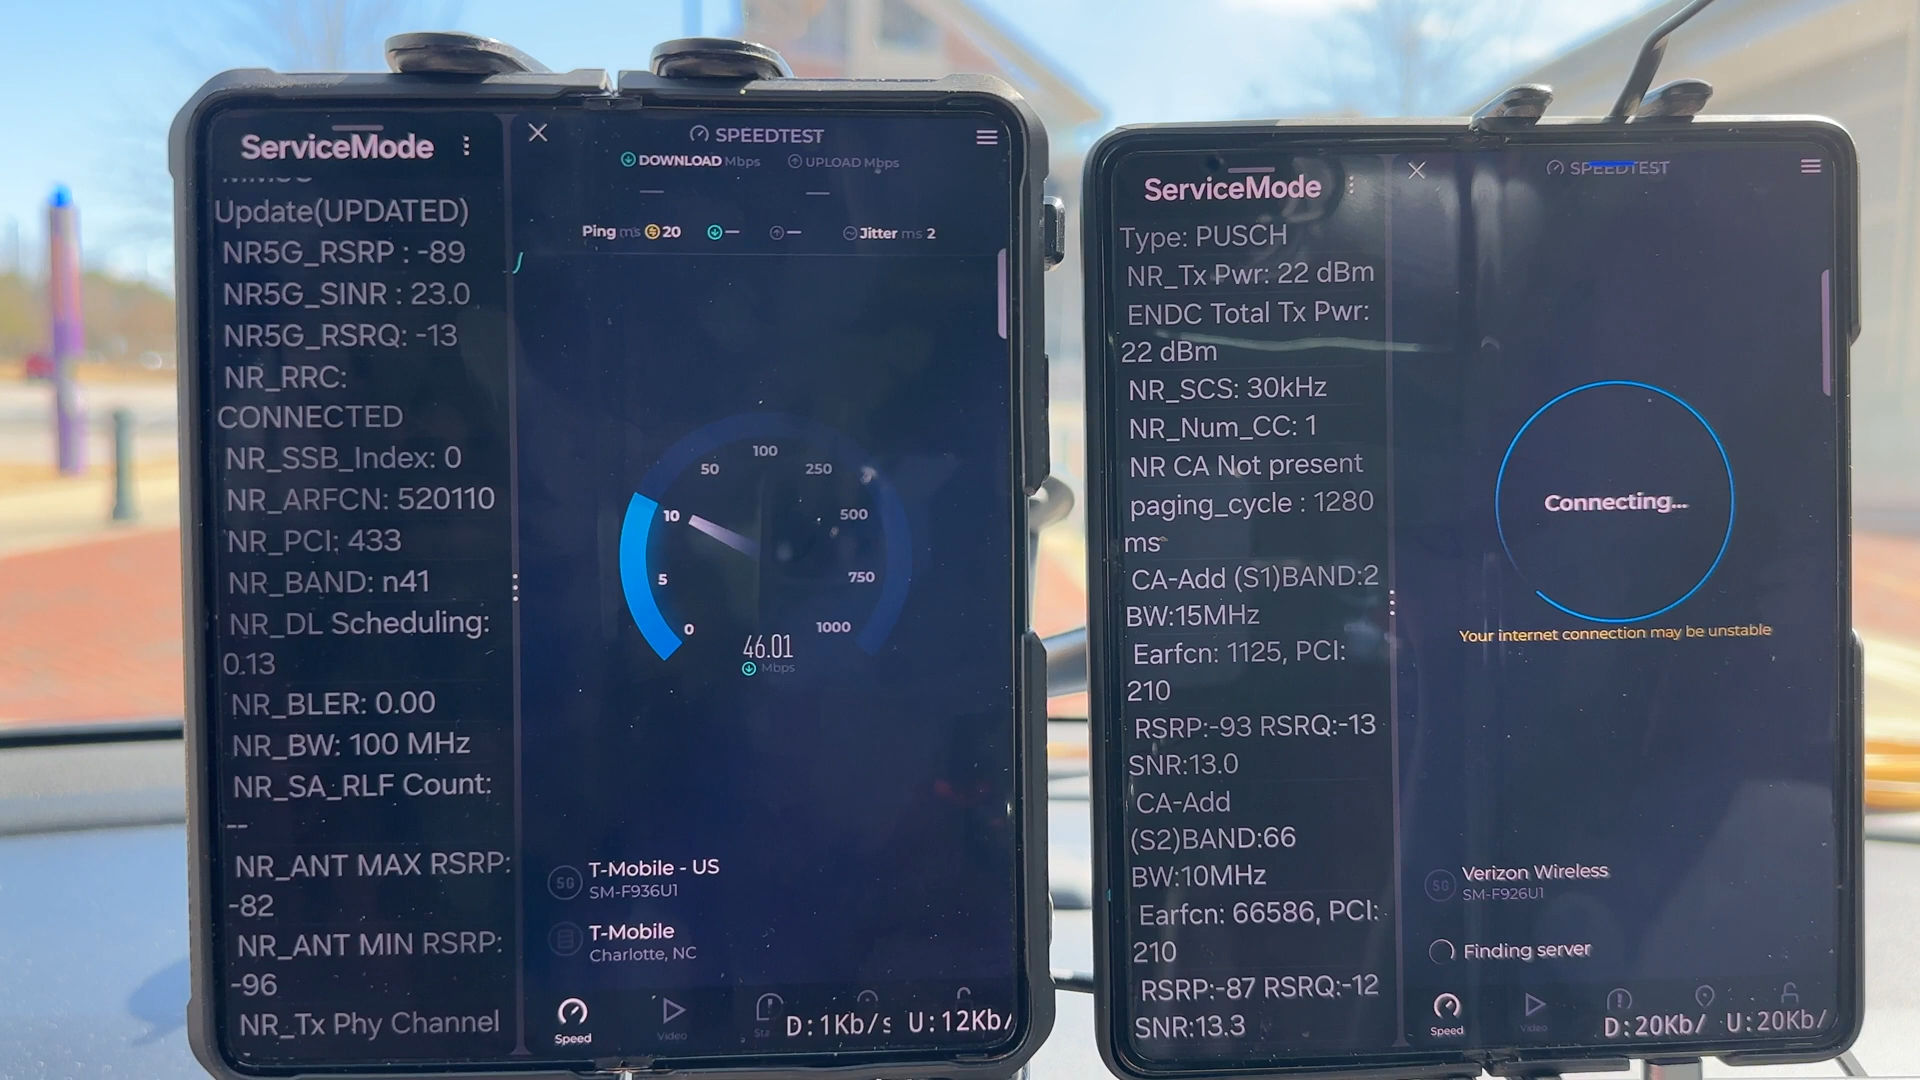 ServiceMode
Update(UPDATED)
NR5G_RSRP : -89
NR5G_SINR : 23.0
NR5G_RSRQ: -13
NR_RRC:
CONNECTED
NR_SSB_Index: 0
NR_ARFCN: 520110
NR_PCI: 433
NR_BAND: n41
NR_DL Scheduling:
0.13
NR_BLER: 0.00
NR_BW: 100 MHz
NR_SA_RLF Count:
--
NR_ANT MAX RSRP:
-82
NR_ANT MIN RSRP:
-96
NR_Tx Phy Channel
SPEEDTEST
DOWNLOAD Mbps UPLOAD Mbps
— —
Ping ms 20 — — Jitter ms 2
0
5
10
50
100
250
500
750
1000
46.01
Mbps
5G
T-Mobile - US
SM-F936U1
T-Mobile
Charlotte, NC
Speed
Video
D:1Kb/s U:12Kb/
ServiceMode
Type: PUSCH
NR_Tx Pwr: 22 dBm
ENDC Total Tx Pwr:
22 dBm
NR_SCS: 30kHz
NR_Num_CC: 1
NR CA Not present
paging_cycle : 1280
ms
CA-Add (S1)BAND:2
BW:15MHz
Earfcn: 1125, PCI:
210
RSRP:-93 RSRQ:-13
SNR:13.0
CA-Add
(S2)BAND:66
BW:10MHz
Earfcn: 66586, PCI:
210
RSRP:-87 RSRQ:-12
SNR:13.3
SPEEDTEST
Connecting...
Your internet connection may be unstable
5G
Verizon Wireless
SM-F926U1
Finding server
Speed
Video
D:20Kb/ U:20Kb/